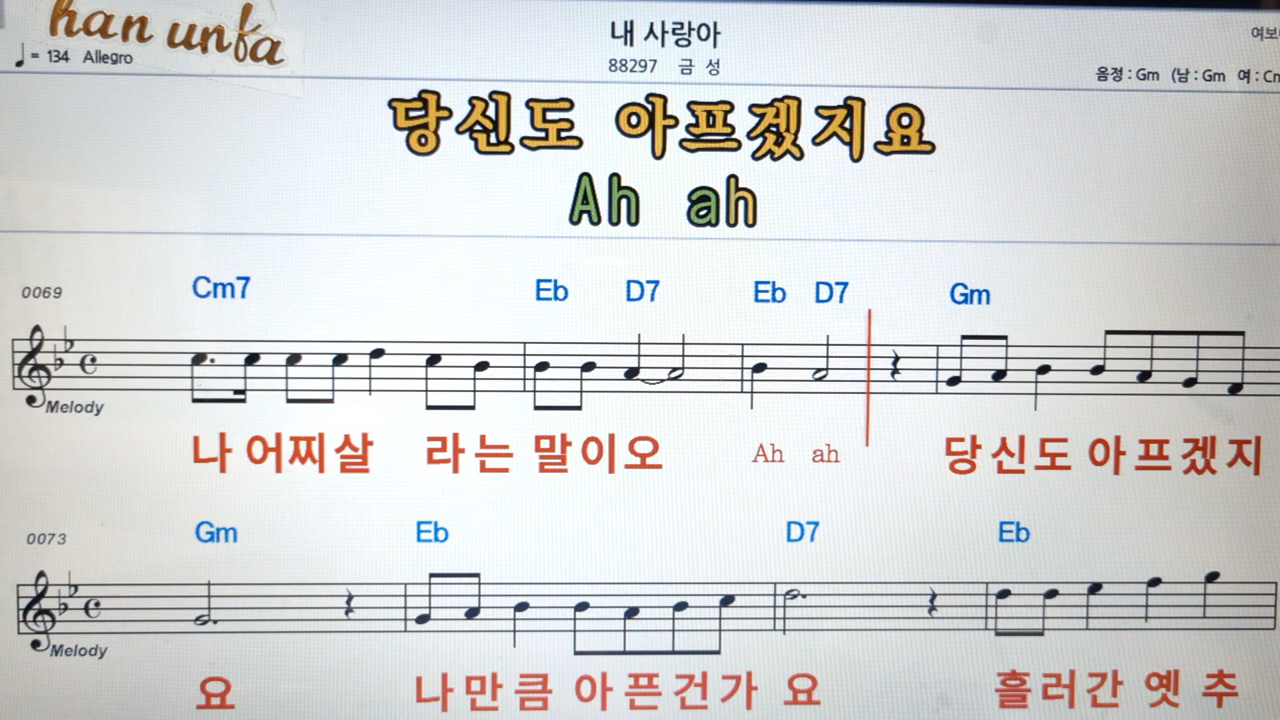 han unfa
내 사랑아
여보
♩= 134 Allegro
88297 금 성
음정 : Gm (남 : Gm 여 : Cm
당신도 아프겠지요
Ah ah
0069 Cm7 Eb D7 Eb D7 Gm
Melody
나 어찌살 라는 말이오 Ah ah 당신도 아프겠지
0073 Gm Eb D7 Eb
Melody
요 나만큼 아픈건가 요 흘러간 옛 추